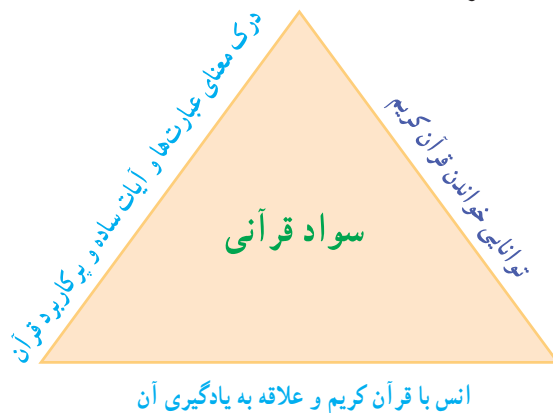 توانایی خواندن قرآن کریم
درک معنای عبارت‌ها و آیات ساده و پرکاربرد قرآن
سواد قرآنی
انس با قرآن کریم و علاقه به یادگیری آن